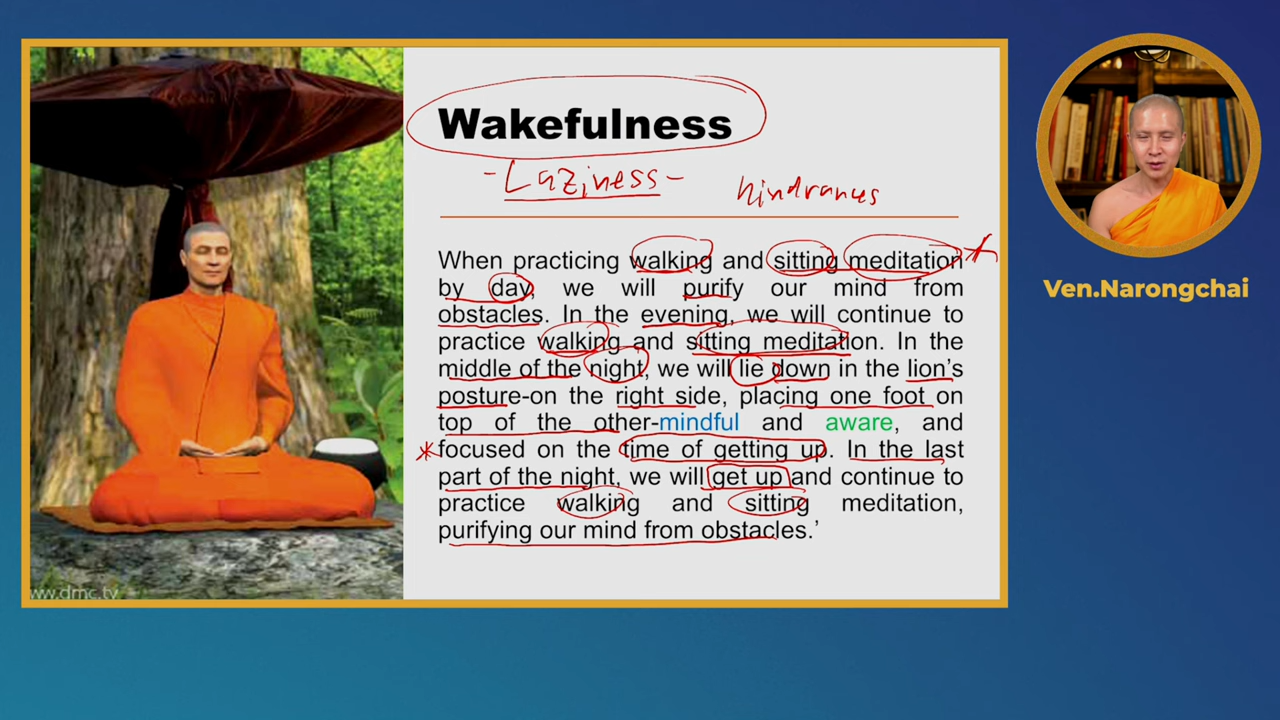 Wakefulness
-Laziness-
hindrances
When practicing walking and sitting meditation
by day, we will purify our mind from
obstacles. In the evening, we will continue to
practice walking and sitting meditation. In the
middle of the night, we will lie down in the lion's
posture-on the right side, placing one foot on
top of the other-mindful and aware, and
focused on the time of getting up. In the last
part of the night, we will get up and continue to
practice walking and sitting meditation,
purifying our mind from obstacles.'
www.dmc.tv
Ven.Narongchai